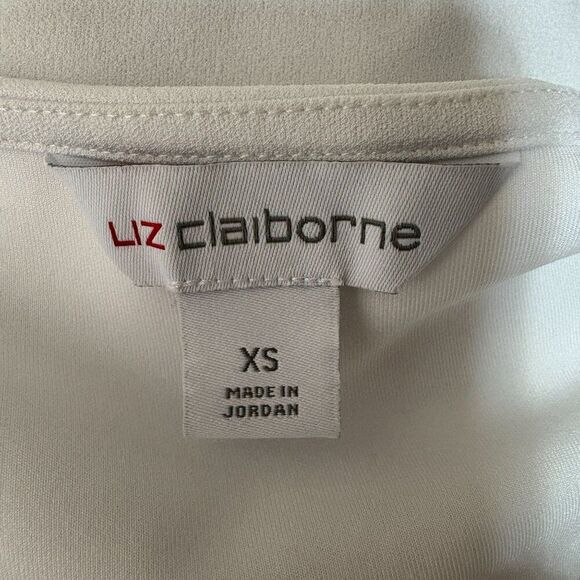 LIZ claiborne
XS
MADE IN
JORDAN